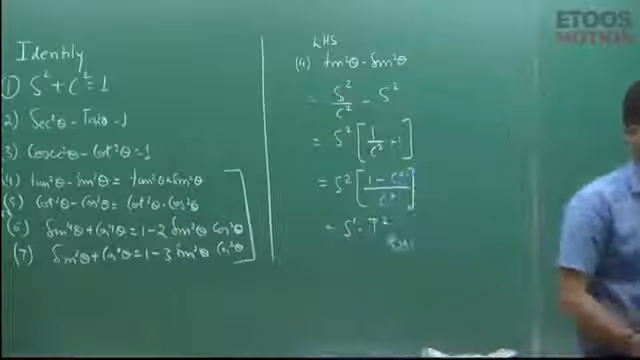 Identity
① S² + C² = 1
2) Sec²θ - Tan²θ = 1
3) Cosec²θ - Cot²θ = 1
(4) tan²θ - Sin²θ = tan²θ × Sin²θ
(5) Cot²θ - Cos²θ = Cot²θ · Cos²θ
(6) Sin⁴θ + Cos⁴θ = 1 - 2 Sin²θ Cos²θ
(7) Sin⁶θ + Cos⁶θ = 1 - 3 Sin²θ Cos²θ
LHS
(4) tan²θ - Sin²θ
= S²/C² - S²
= S² [1/C² - 1]
= S² [(1 - C²)/C²]
= S² · T²
ETOOS
MOTION